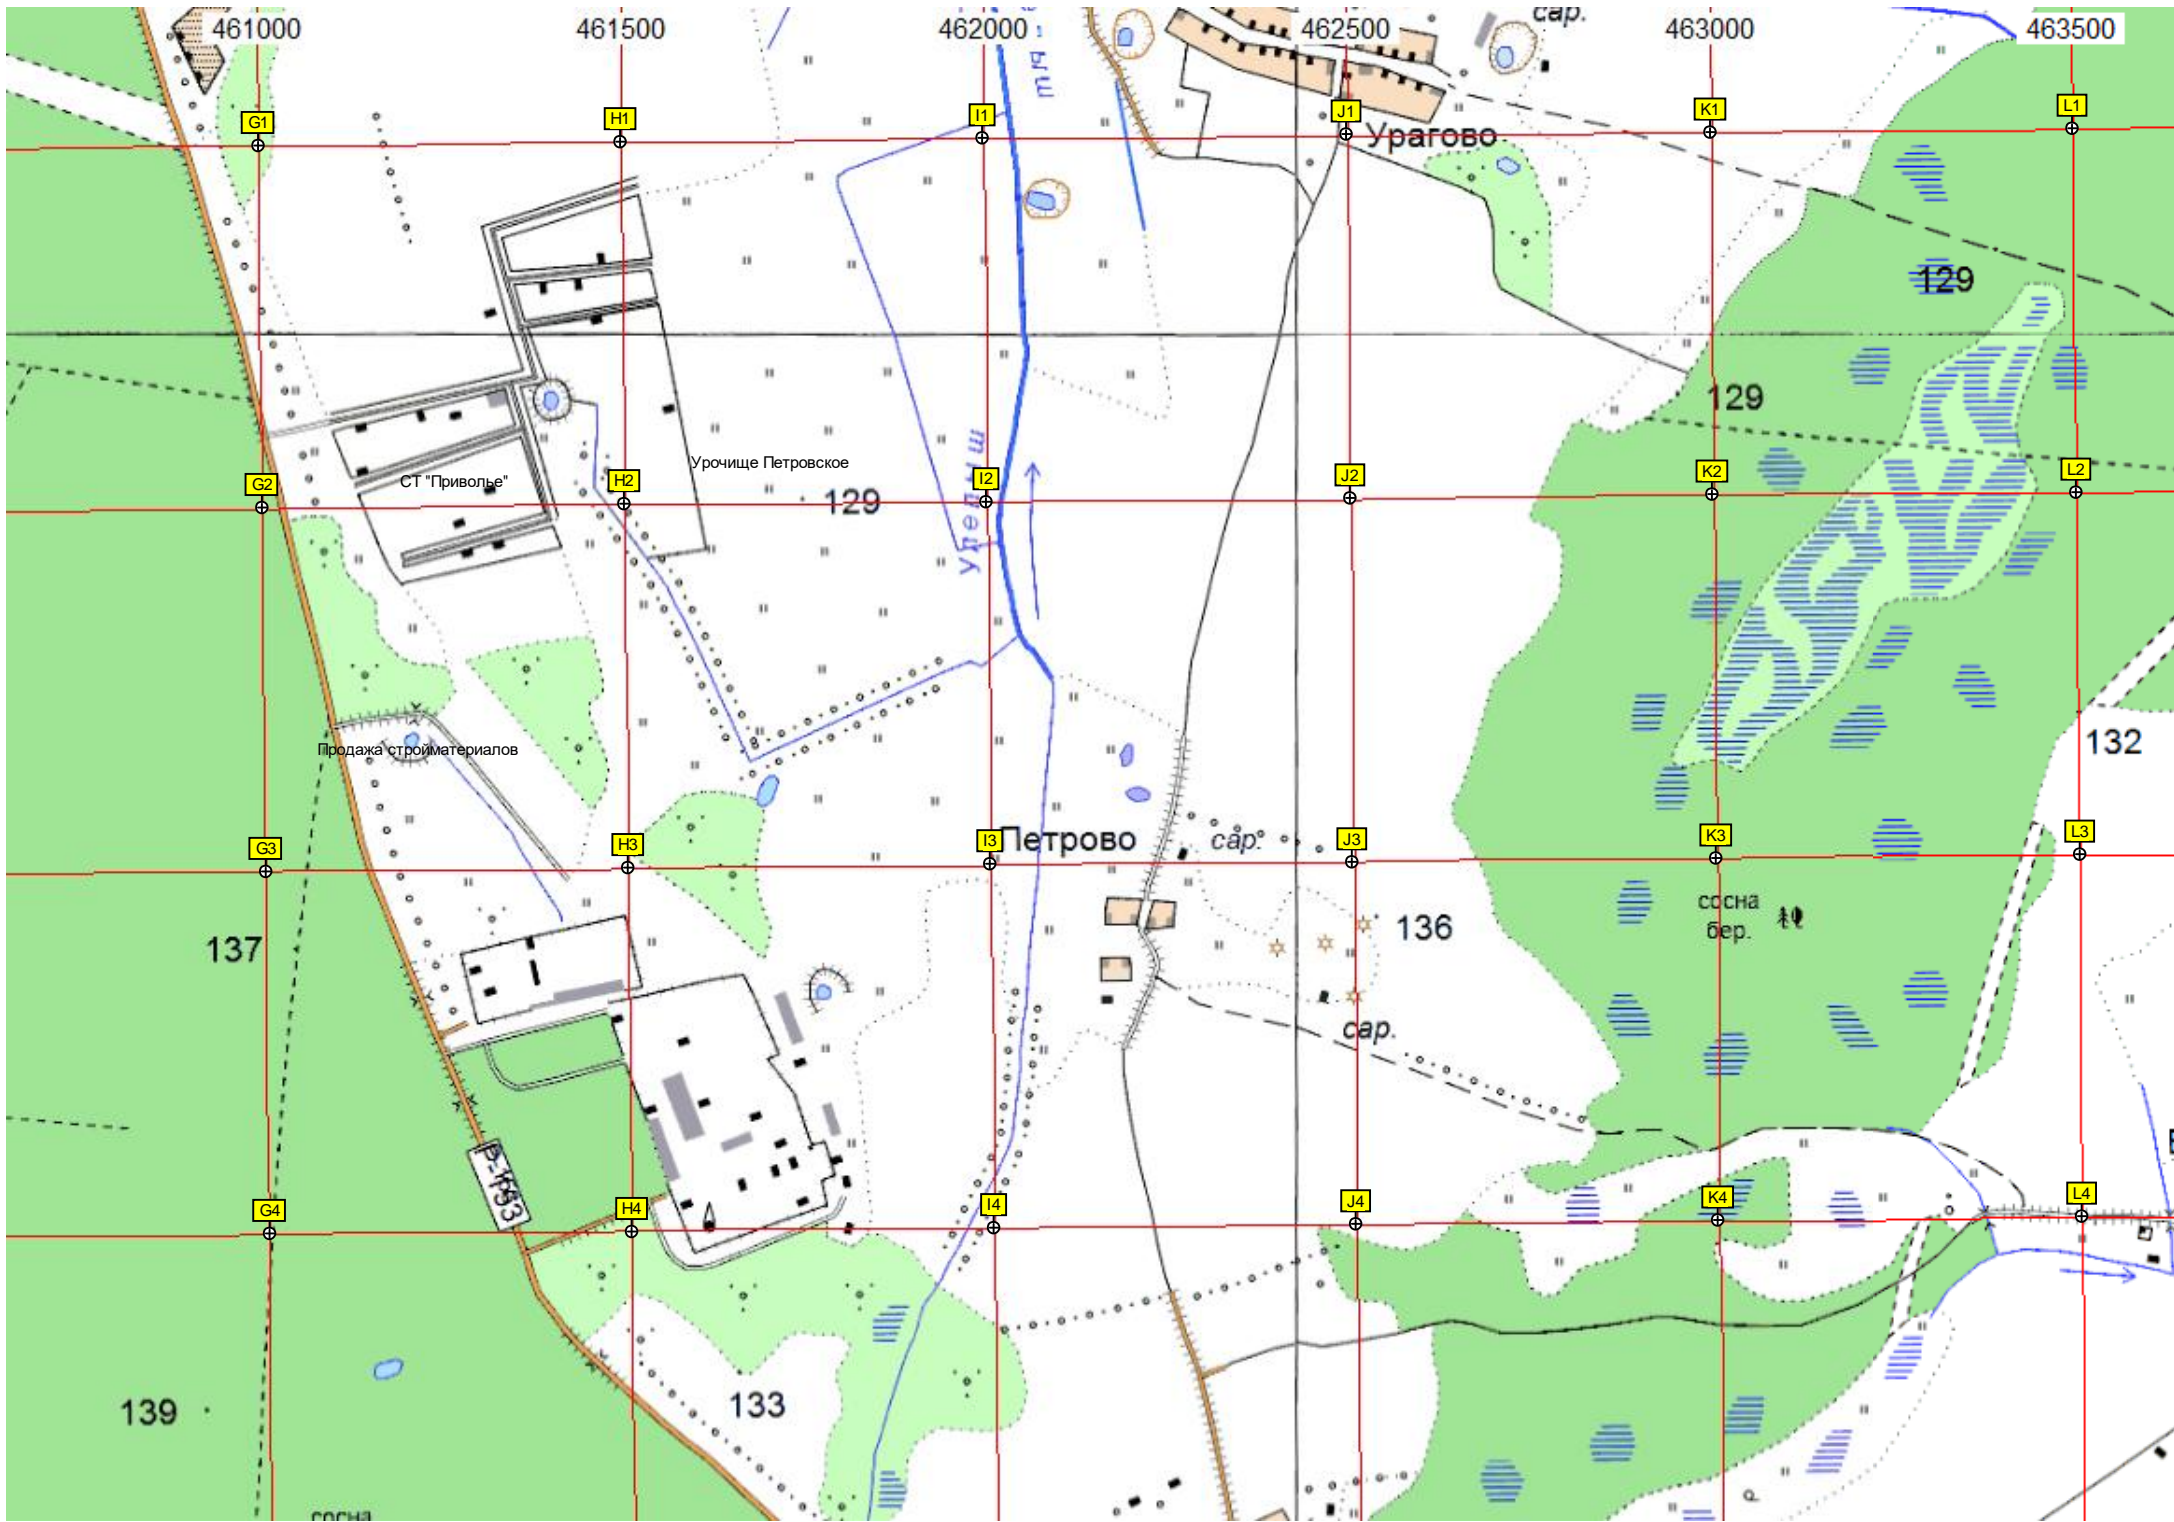 461000 461500 462000 462500 463000 463500
сар.
G1 H1 I1 J1 K1 L1
Урагово
129
129
Урочище Петровское
СТ "Приволье"
G2 H2 I2 J2 K2 L2
129
Упепиш
132
Продажа стройматериалов
Петрово
сар.
G3 H3 I3 J3 K3 L3
сосна
бер.
136
137
сар.
G4 H4 I4 J4 K4 L4
139
133
сосна